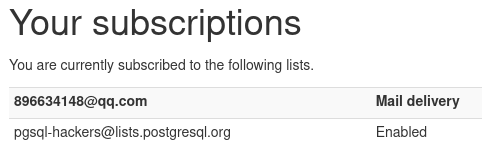 Your subscriptions
You are currently subscribed to the following lists.
896634148@qq.com Mail delivery
pgsql-hackers@lists.postgresql.org Enabled